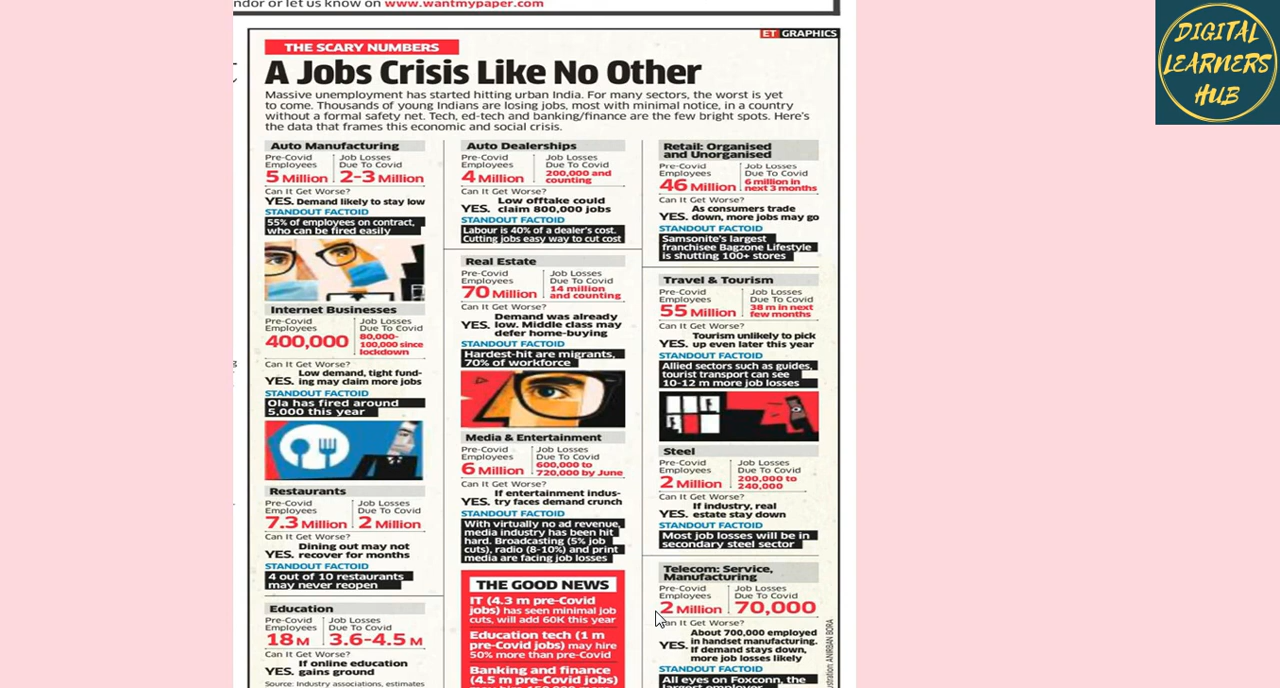 ndor or let us know on www.wantmypaper.com
DIGITAL
LEARNERS
HUB
ET GRAPHICS
THE SCARY NUMBERS
A Jobs Crisis Like No Other
Massive unemployment has started hitting urban India. For many sectors, the worst is yet
to come. Thousands of young Indians are losing jobs, most with minimal notice, in a country
without a formal safety net. Tech, ed-tech and banking/finance are the few bright spots. Here's
the data that frames this economic and social crisis.
Auto Manufacturing
Pre-Covid Employees
5 Million
Job Losses Due To Covid
2-3 Million
Can It Get Worse?
YES. Demand likely to stay low
STANDOUT FACTOID
55% of employees on contract,
who can be fired easily
Internet Businesses
Pre-Covid Employees
400,000
Job Losses Due To Covid
80,000-
100,000 since
lockdown
Can It Get Worse?
YES. Low demand, tight fund-
ing may claim more jobs
STANDOUT FACTOID
Ola has fired around
5,000 this year
Restaurants
Pre-Covid Employees
7.3 Million
Job Losses Due To Covid
2 Million
Can It Get Worse?
YES. Dining out may not
recover for months
STANDOUT FACTOID
4 out of 10 restaurants
may never reopen
Education
Pre-Covid Employees
18 M
Job Losses Due To Covid
3.6-4.5 M
Can It Get Worse?
YES. If online education
gains ground
Source: Industry associations, estimates
Auto Dealerships
Pre-Covid Employees
4 Million
Job Losses Due To Covid
200,000 and
counting
Can It Get Worse?
YES. Low offtake could
claim 800,000 jobs
STANDOUT FACTOID
Labour is 40% of a dealer's cost.
Cutting jobs easy way to cut cost
Real Estate
Pre-Covid Employees
70 Million
Job Losses Due To Covid
14 million
and counting
Can It Get Worse?
YES. Demand was already
low. Middle class may
defer home-buying
STANDOUT FACTOID
Hardest-hit are migrants,
70% of workforce
Media & Entertainment
Pre-Covid Employees
6 Million
Job Losses Due To Covid
600,000 to
720,000 by June
Can It Get Worse?
YES. If entertainment indus-
try faces demand crunch
STANDOUT FACTOID
With virtually no ad revenue,
media industry has been hit
hard. Broadcasting (5% job
cuts), radio (8-10%) and print
media are facing job losses
THE GOOD NEWS
IT (4.3 m pre-Covid
jobs) has seen minimal job
cuts, will add 60K this year
Education tech (1 m
pre-Covid jobs) may hire
50% more than pre-Covid
Banking and finance
(4.5 m pre-Covid jobs)
Retail: Organised
and Unorganised
Pre-Covid Employees
46 Million
Job Losses Due To Covid
6 million in
next 3 months
Can It Get Worse?
YES. As consumers trade
down, more jobs may go
STANDOUT FACTOID
Samsonite's largest
franchisee Bagzone Lifestyle
is shutting 100+ stores
Travel & Tourism
Pre-Covid Employees
55 Million
Job Losses Due To Covid
38 m in next
few months
Can It Get Worse?
YES. Tourism unlikely to pick
up even later this year
STANDOUT FACTOID
Allied sectors such as guides,
tourist transport can see
10-12 m more job losses
Steel
Pre-Covid Employees
2 Million
Job Losses Due To Covid
200,000 to
240,000
Can It Get Worse?
YES. If industry, real
estate stay down
STANDOUT FACTOID
Most job losses will be in
secondary steel sector
Telecom: Service,
Manufacturing
Pre-Covid Employees
2 Million
Job Losses Due To Covid
70,000
Can It Get Worse?
YES. About 700,000 employed
in handset manufacturing.
If demand stays down,
more job losses likely
STANDOUT FACTOID
All eyes on Foxconn, the
largest employer
stration: ANIRBAN BORA